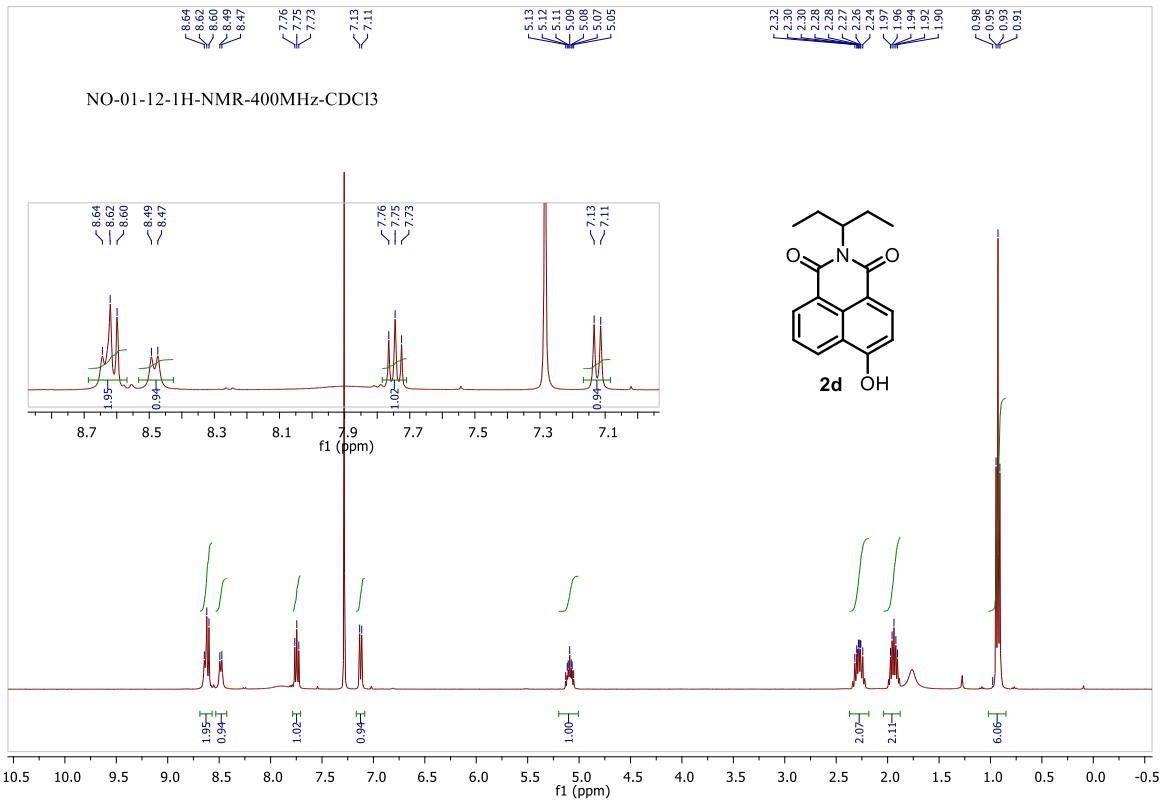 8.64 8.62 8.60 8.49 8.47 7.76 7.75 7.73 7.13 7.11 5.13 5.12 5.11 5.09 5.08 5.07 5.05 2.32 2.30 2.30 2.28 2.28 2.27 2.26 2.24 1.97 1.96 1.94 1.92 1.90 0.98 0.95 0.93 0.91
NO-01-12-1H-NMR-400MHz-CDCl3
8.64 8.62 8.60 8.49 8.47 7.76 7.75 7.73 7.13 7.11
1.95 0.94 1.02 0.94
8.7 8.5 8.3 8.1 7.9 7.7 7.5 7.3 7.1
f1 (ppm)
O N O
2d OH
1.95 0.94 1.02 0.94 1.00 2.07 2.11 6.06
10.5 10.0 9.5 9.0 8.5 8.0 7.5 7.0 6.5 6.0 5.5 5.0 4.5 4.0 3.5 3.0 2.5 2.0 1.5 1.0 0.5 0.0 -0.5
f1 (ppm)